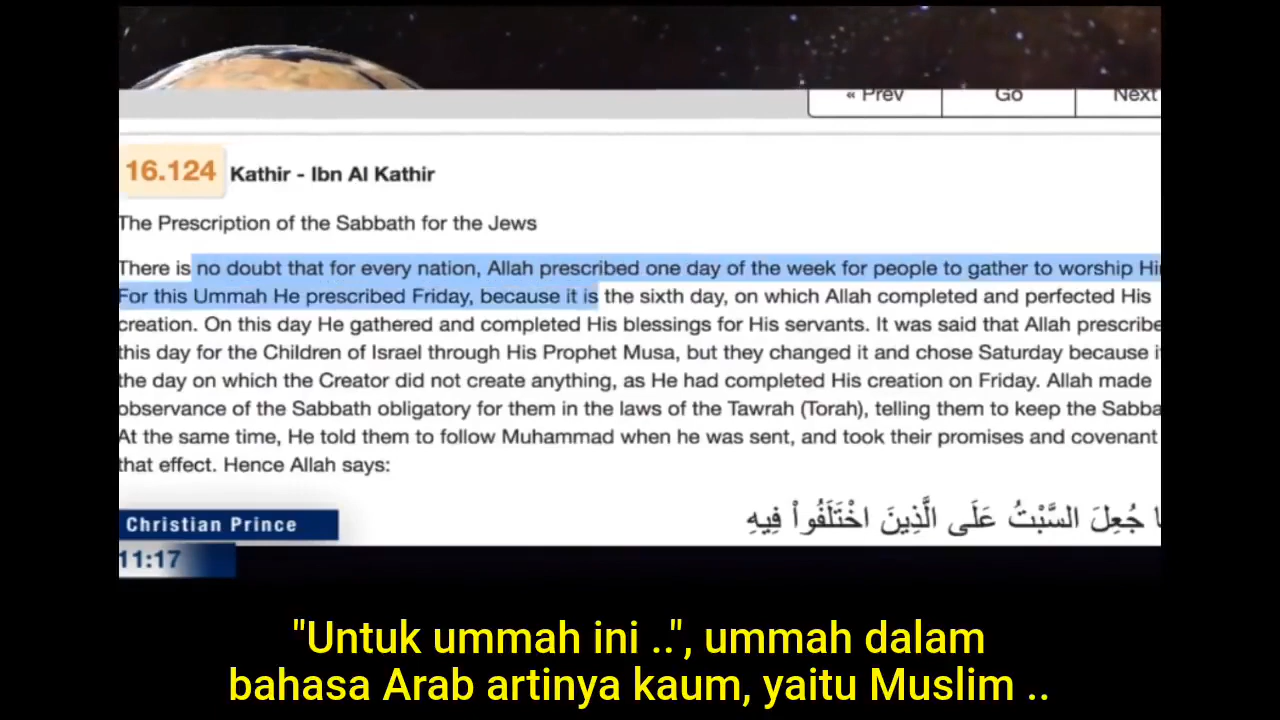 « Prev Go Next
16.124 Kathir - Ibn Al Kathir
The Prescription of the Sabbath for the Jews
There is no doubt that for every nation, Allah prescribed one day of the week for people to gather to worship
For this Ummah He prescribed Friday, because it is the sixth day, on which Allah completed and perfected His
creation. On this day He gathered and completed His blessings for His servants. It was said that Allah
this day for the Children of Israel through His Prophet Musa, but they changed it and chose Saturday because
the day on which the Creator did not create anything, as He had completed His creation on Friday. Allah made
observance of the Sabbath obligatory for them in the laws of the Tawrah (Torah), telling them to keep the
At the same time, He told them to follow Muhammad when he was sent, and took their promises and covenant
that effect. Hence Allah says:
جُعِلَ السَّبْتُ عَلَى الَّذِينَ اخْتَلَفُواْ فِيهِ
Christian Prince
11:17
"Untuk ummah ini ..", ummah dalam
bahasa Arab artinya kaum, yaitu Muslim ..